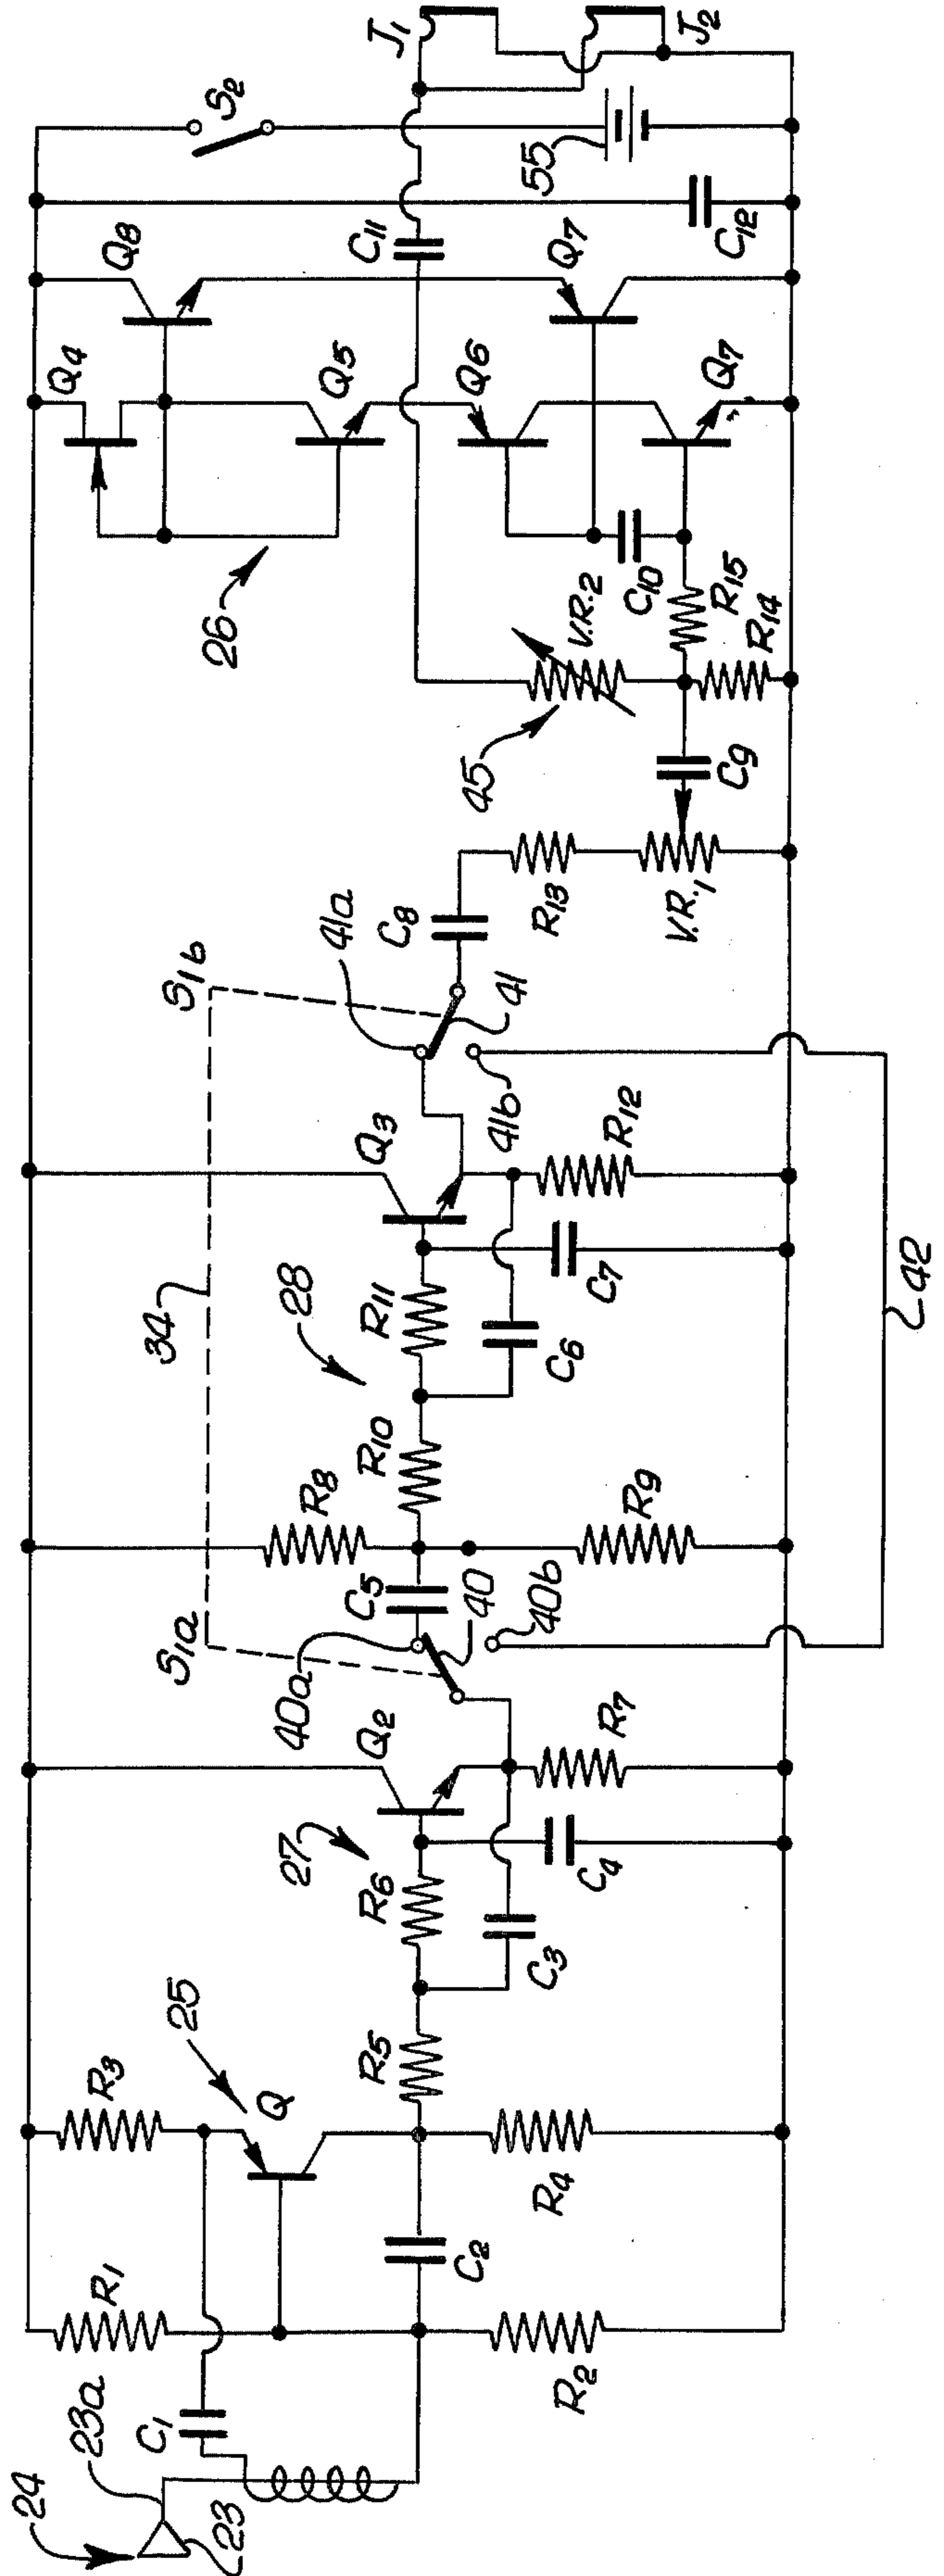 24
23a
23
C1
R1
R2
C2
R3
25
Q
R4
R5
R6
27
C3
C4
Q2
R7
S1a
40a
40
40b
C5
R8
R9
R10
28
R11
C6
C7
34
Q3
R12
S1b
41a
41
41b
42
C8
R13
V.R.1
C9
45
V.R.2
R14
R15
C10
26
Q4
Q5
Q6
Q7
Q8
Q7
C11
C12
S2
55
J1
J2